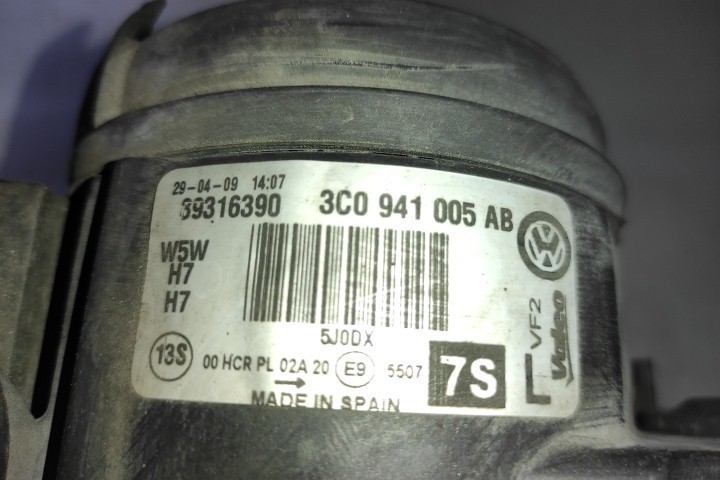 29-04-09 14:07
89316390 3C0 941 005 AB
W5W
H7
H7
5J0DX
13S 00 HCR PL 02A 20 E9 5507 7S
MADE IN SPAIN
L VF2
Valeo